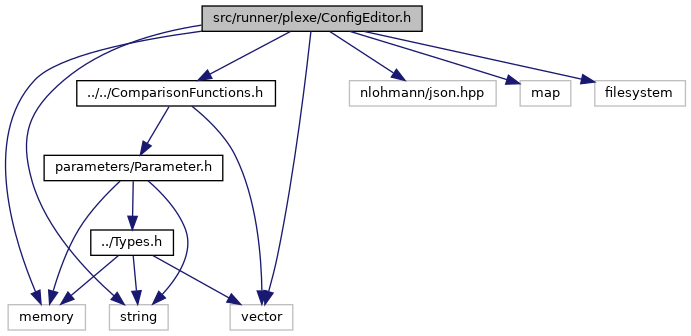 src/runner/plexe/ConfigEditor.h
../../ComparisonFunctions.h
nlohmann/json.hpp
map
filesystem
parameters/Parameter.h
../Types.h
memory
string
vector